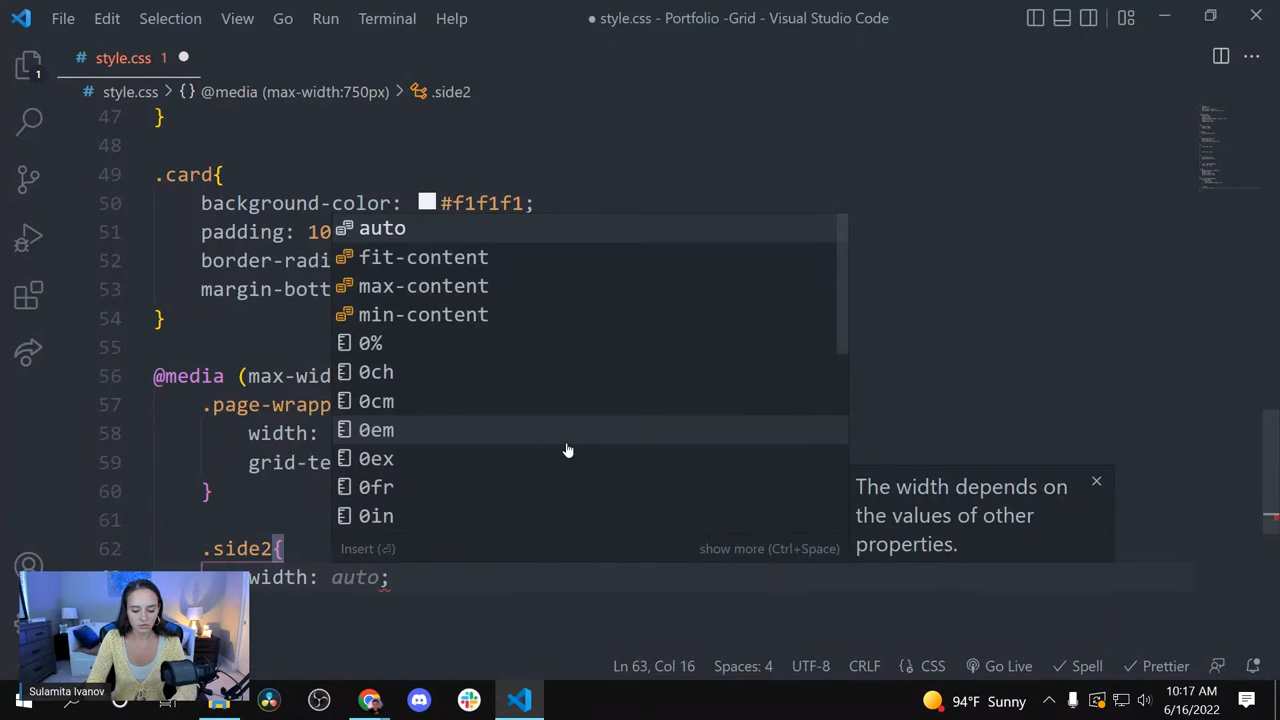 File Edit Selection View Go Run Terminal Help
● style.css - Portfolio -Grid - Visual Studio Code
1
# style.css 1 ●
# style.css > {} @media (max-width:750px) > .side2
47 }
48
49 .card{
50 background-color: #f1f1f1;
51 padding: 10
52 border-radi
53 margin-bott
54 }
55
56 @media (max-wid
57 .page-wrapp
58 width:
59 grid-te
60 }
61
62 .side2{
width: auto;
auto
fit-content
max-content
min-content
0%
0ch
0cm
0em
0ex
0fr
0in
Insert (⏎) show more (Ctrl+Space)
The width depends on
the values of other
properties.
Sulamita Ivanov
Ln 63, Col 16 Spaces: 4 UTF-8 CRLF {} CSS Go Live ✓ Spell ✓ Prettier
94°F Sunny
10:17 AM
6/16/2022